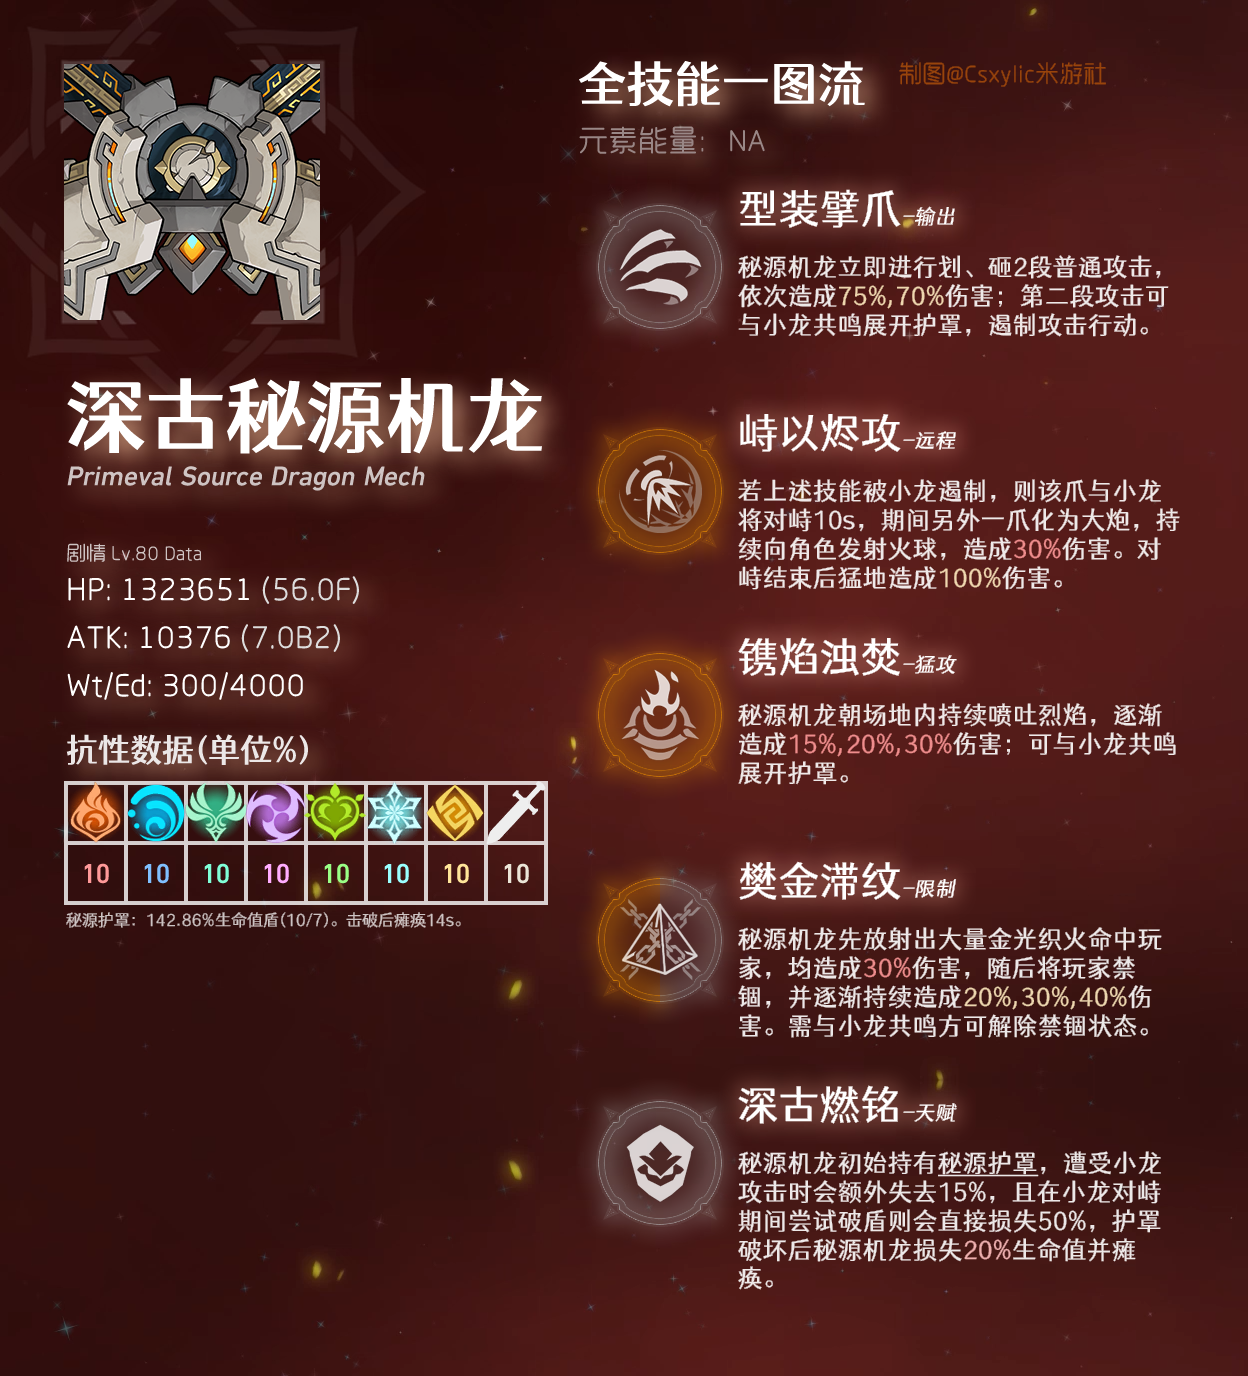 全技能一图流
制图@Csxylic米游社
元素能量： NA
深古秘源机龙
Primeval Source Dragon Mech
剧情 Lv.80 Data
HP: 1323651 (56.0F)
ATK: 10376 (7.0B2)
Wt/Ed: 300/4000
抗性数据(单位%)
10 10 10 10 10 10 10 10
秘源护罩：142.86%生命值盾(10/7)。击破后瘫痪14s。
型装擘爪-输出
秘源机龙立即进行划、砸2段普通攻击，
依次造成75%,70%伤害；第二段攻击可
与小龙共鸣展开护罩，遏制攻击行动。
峙以烬攻-远程
若上述技能被小龙遏制，则该爪与小龙
将对峙10s，期间另外一爪化为大炮，持
续向角色发射火球，造成30%伤害。对
峙结束后猛地造成100%伤害。
镌焰浊焚-猛攻
秘源机龙朝场地内持续喷吐烈焰，逐渐
造成15%,20%,30%伤害；可与小龙共鸣
展开护罩。
樊金滞纹-限制
秘源机龙先放射出大量金光织火命中玩
家，均造成30%伤害，随后将玩家禁
锢，并逐渐持续造成20%,30%,40%伤
害。需与小龙共鸣方可解除禁锢状态。
深古燃铭-天赋
秘源机龙初始持有秘源护罩，遭受小龙
攻击时会额外失去15%，且在小龙对峙
期间尝试破盾则会直接损失50%，护罩
破坏后秘源机龙损失20%生命值并瘫
痪。